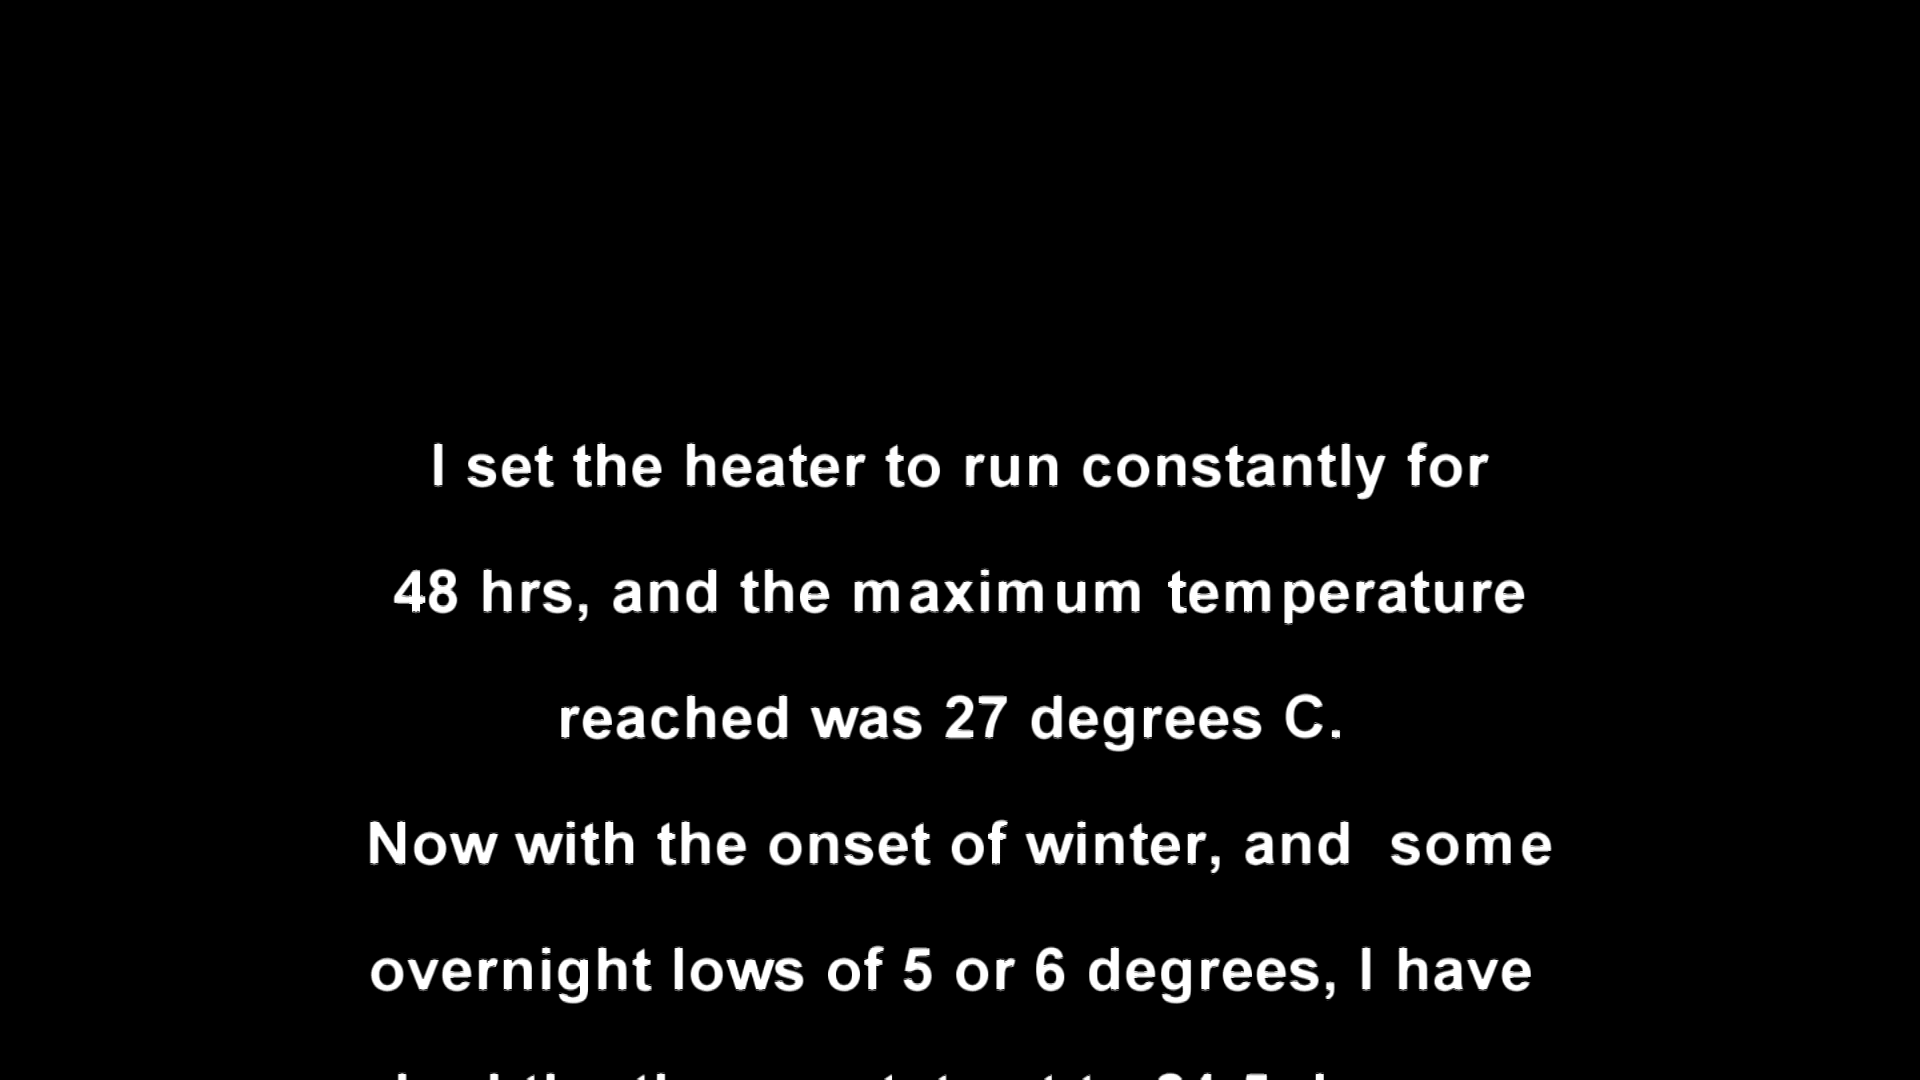 I set the heater to run constantly for
48 hrs, and the maximum temperature
reached was 27 degrees C.
Now with the onset of winter, and  some
overnight lows of 5 or 6 degrees, I have